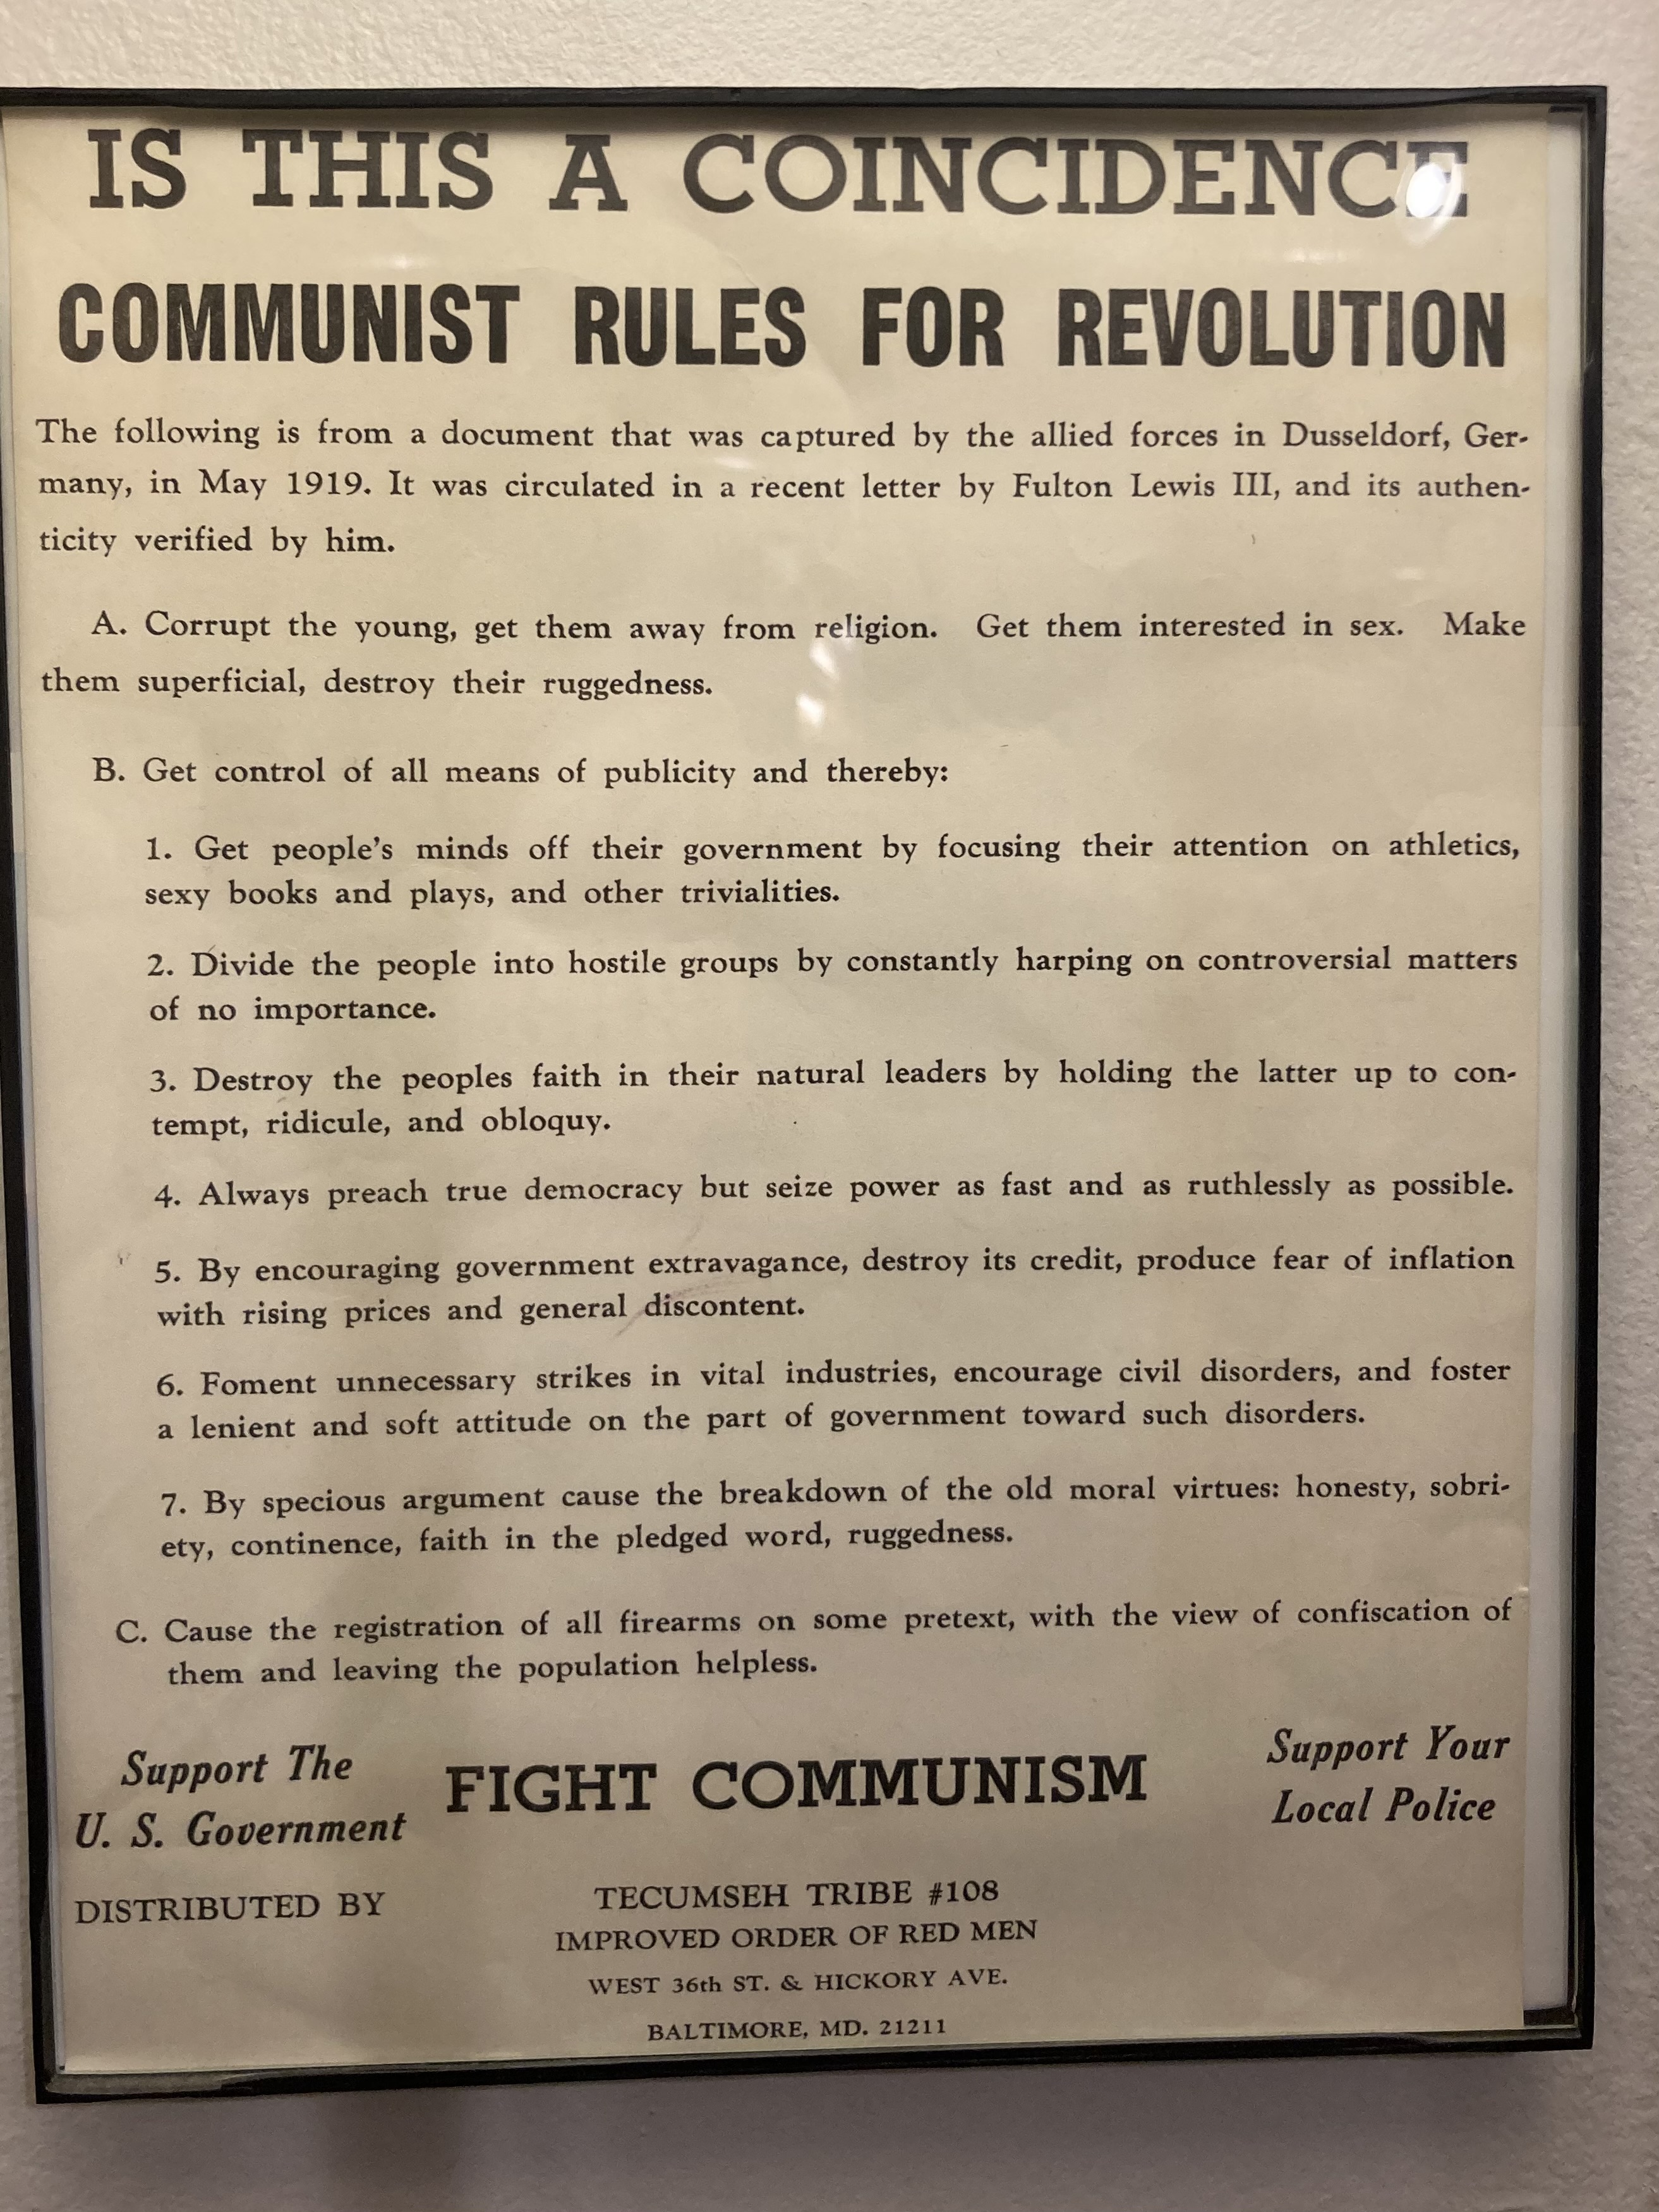 IS THIS A COINCIDENCE
COMMUNIST RULES FOR REVOLUTION
The following is from a document that was captured by the allied forces in Dusseldorf, Ger-
many, in May 1919. It was circulated in a recent letter by Fulton Lewis III, and its authen-
ticity verified by him.
A. Corrupt the young, get them away from religion. Get them interested in sex. Make
them superficial, destroy their ruggedness.
B. Get control of all means of publicity and thereby:
1. Get people's minds off their government by focusing their attention on athletics,
sexy books and plays, and other trivialities.
2. Divide the people into hostile groups by constantly harping on controversial matters
of no importance.
3. Destroy the peoples faith in their natural leaders by holding the latter up to con-
tempt, ridicule, and obloquy.
4. Always preach true democracy but seize power as fast and as ruthlessly as possible.
5. By encouraging government extravagance, destroy its credit, produce fear of inflation
with rising prices and general discontent.
6. Foment unnecessary strikes in vital industries, encourage civil disorders, and foster
a lenient and soft attitude on the part of government toward such disorders.
7. By specious argument cause the breakdown of the old moral virtues: honesty, sobri-
ety, continence, faith in the pledged word, ruggedness.
C. Cause the registration of all firearms on some pretext, with the view of confiscation of
them and leaving the population helpless.
Support The
U. S. Government
FIGHT COMMUNISM
Support Your
Local Police
DISTRIBUTED BY
TECUMSEH TRIBE #108
IMPROVED ORDER OF RED MEN
WEST 36th ST. & HICKORY AVE.
BALTIMORE, MD. 21211